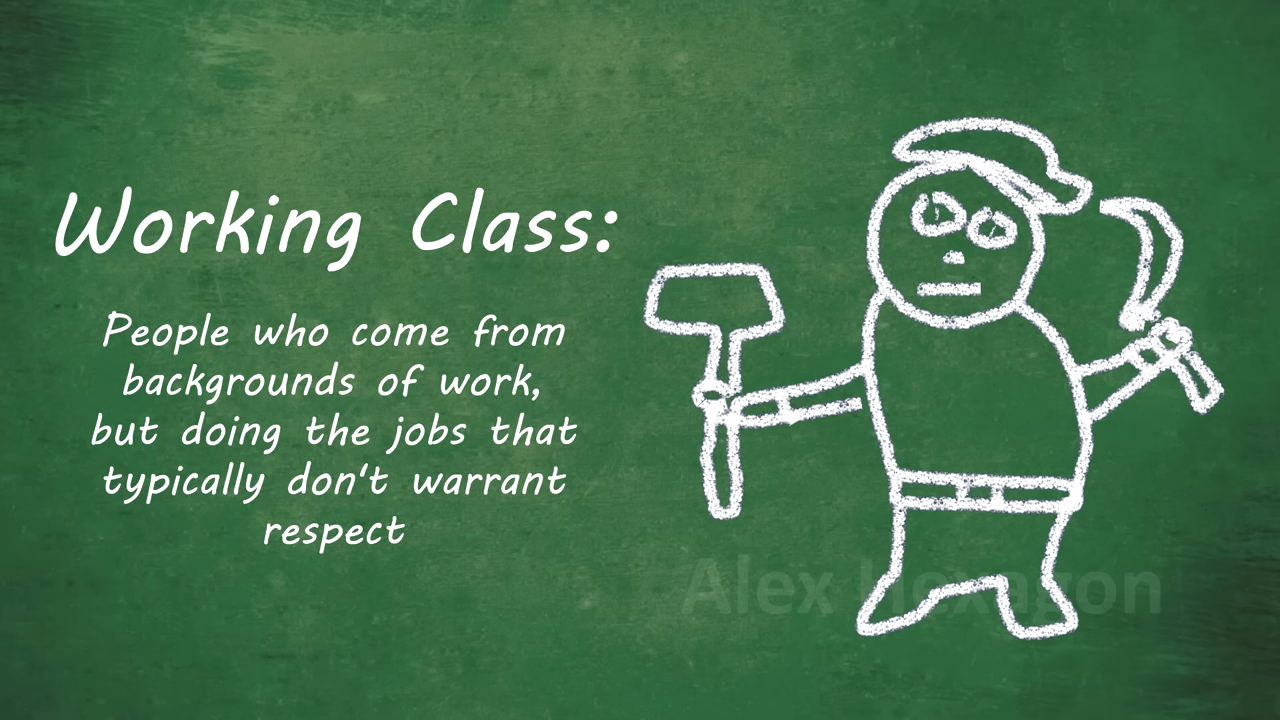 Working Class:
People who come from
backgrounds of work,
but doing the jobs that
typically don't warrant
respect
Alex Hexagon